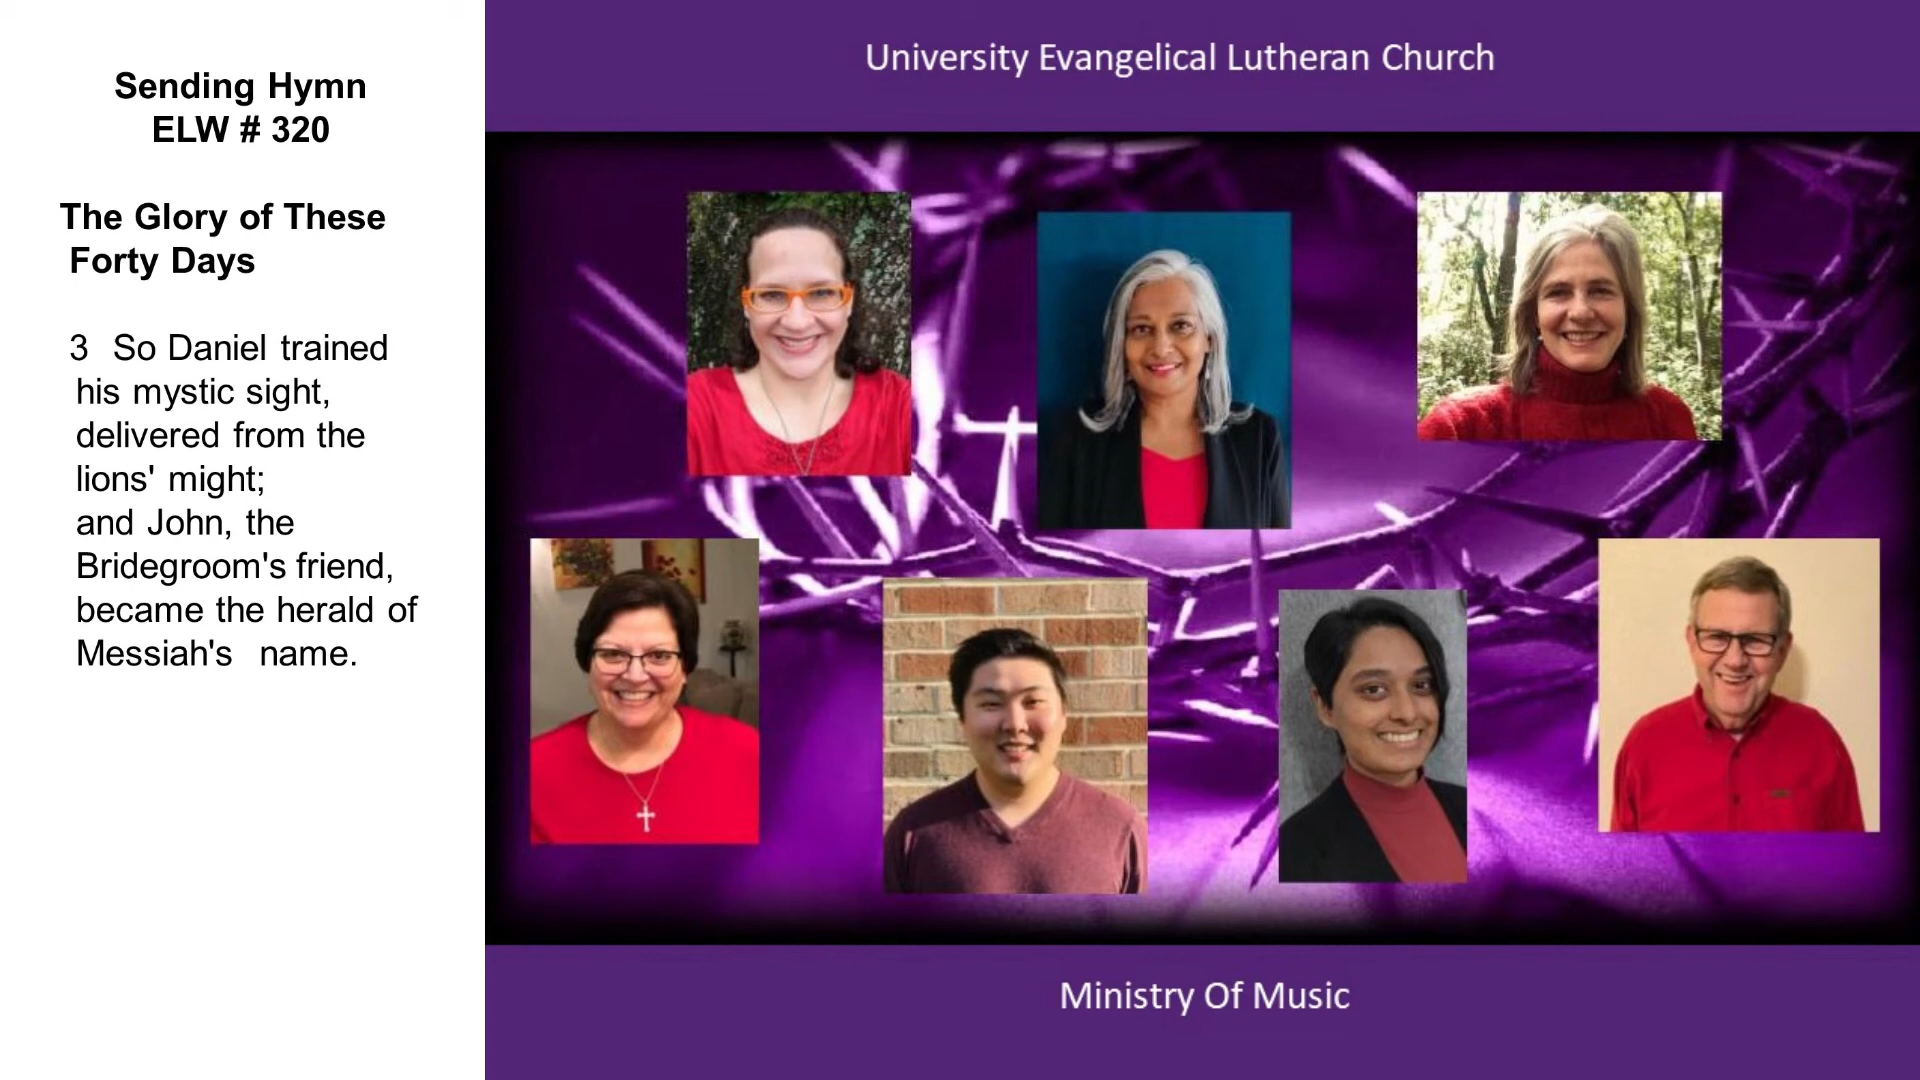 Sending Hymn
ELW # 320
The Glory of These
Forty Days
3 So Daniel trained
his mystic sight,
delivered from the
lions' might;
and John, the
Bridegroom's friend,
became the herald of
Messiah's name.
University Evangelical Lutheran Church
Ministry Of Music